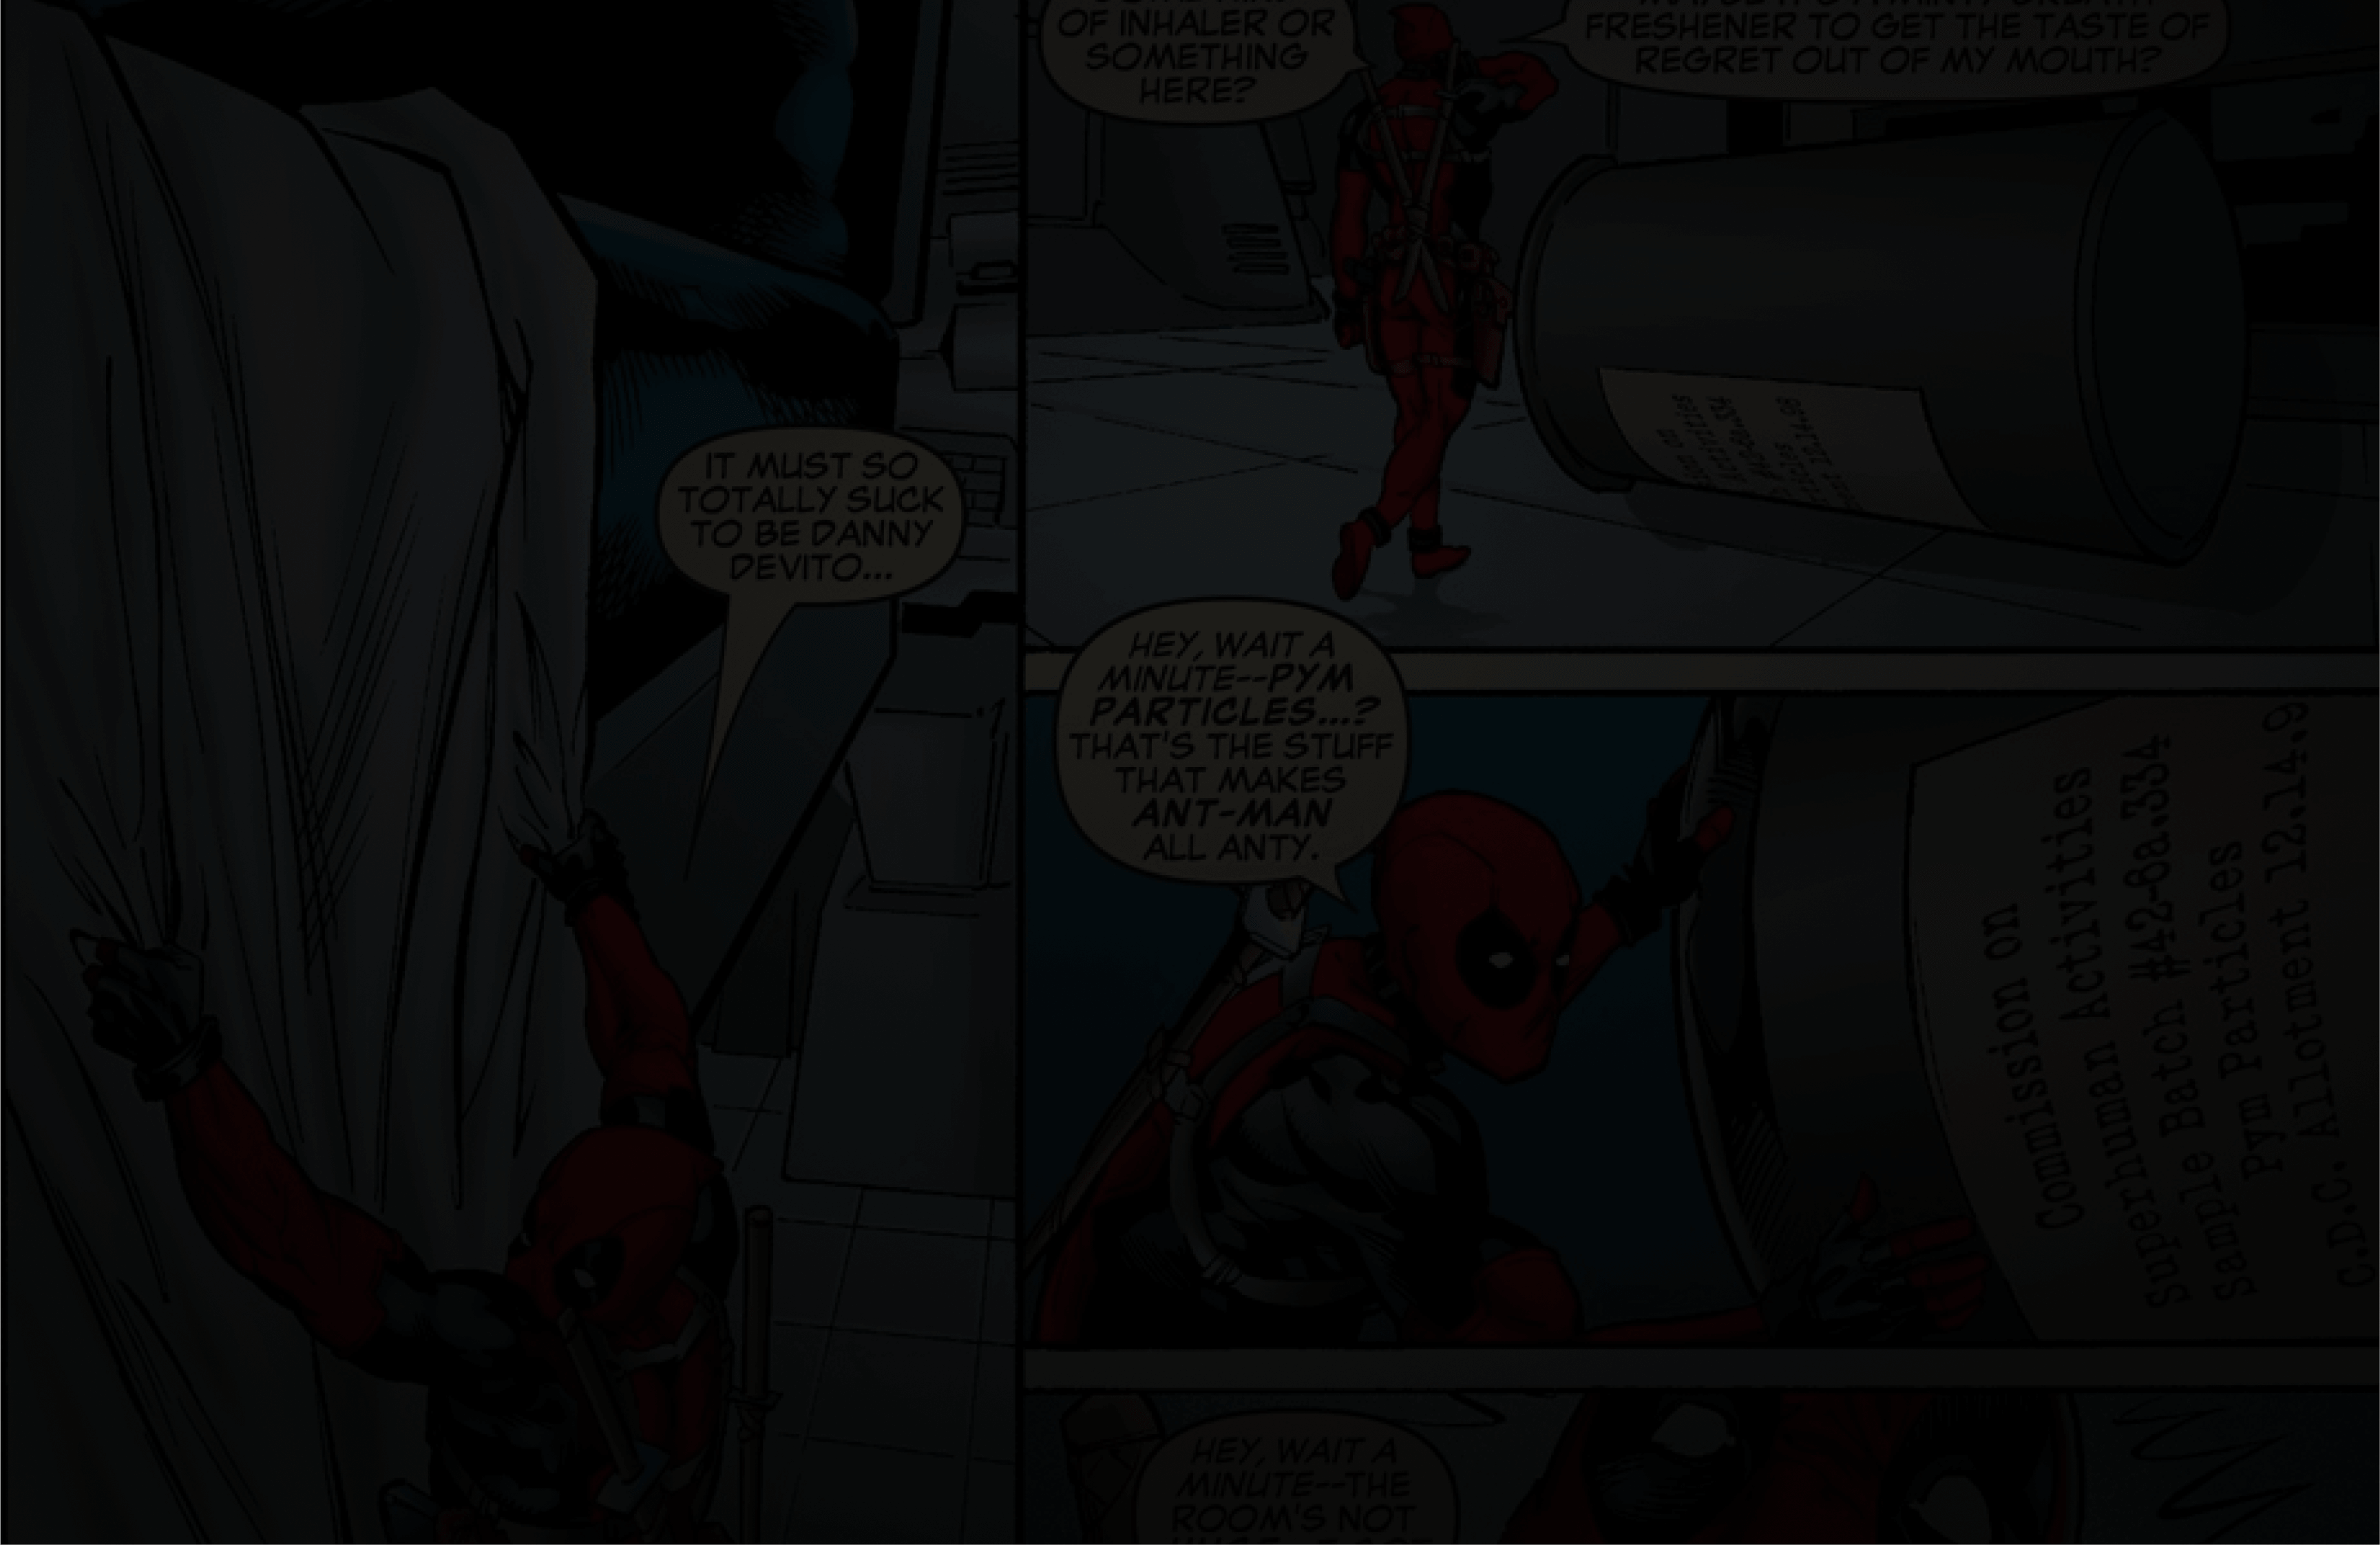 IT MUST SO
TOTALLY SUCK
TO BE DANNY
DEVITO...
OF INHALER OR
SOMETHING
HERE?
FRESHENER TO GET THE TASTE OF
REGRET OUT OF MY MOUTH?
HEY, WAIT A
MINUTE--PYM
PARTICLES...?
THAT'S THE STUFF
THAT MAKES
ANT-MAN
ALL ANTY.
Commission on
Superhuman Activities
Sample Batch #42-8a.334
Pym Particles
C.D.C. Allotment 12.14.9
HEY, WAIT A
MINUTE--THE
ROOM'S NOT